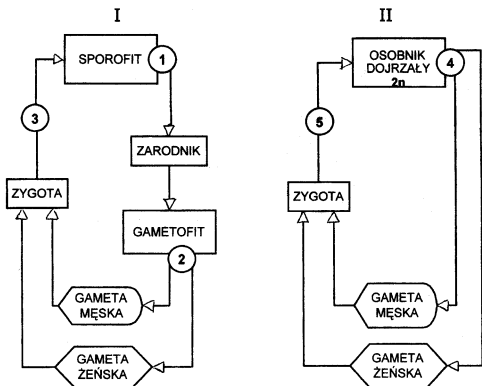 I
SPOROFIT
1
3
ZARODNIK
ZYGOTA
GAMETOFIT
2
GAMETA
MĘSKA
GAMETA
ŻEŃSKA
II
OSOBNIK
DOJRZAŁY
2n
4
5
ZYGOTA
GAMETA
MĘSKA
GAMETA
ŻEŃSKA